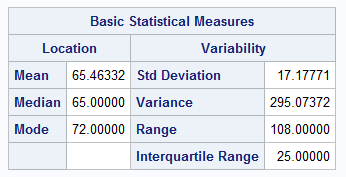 Basic Statistical Measures
Location Variability
Mean 65.46332 Std Deviation 17.17771
Median 65.00000 Variance 295.07372
Mode 72.00000 Range 108.00000
Interquartile Range 25.00000